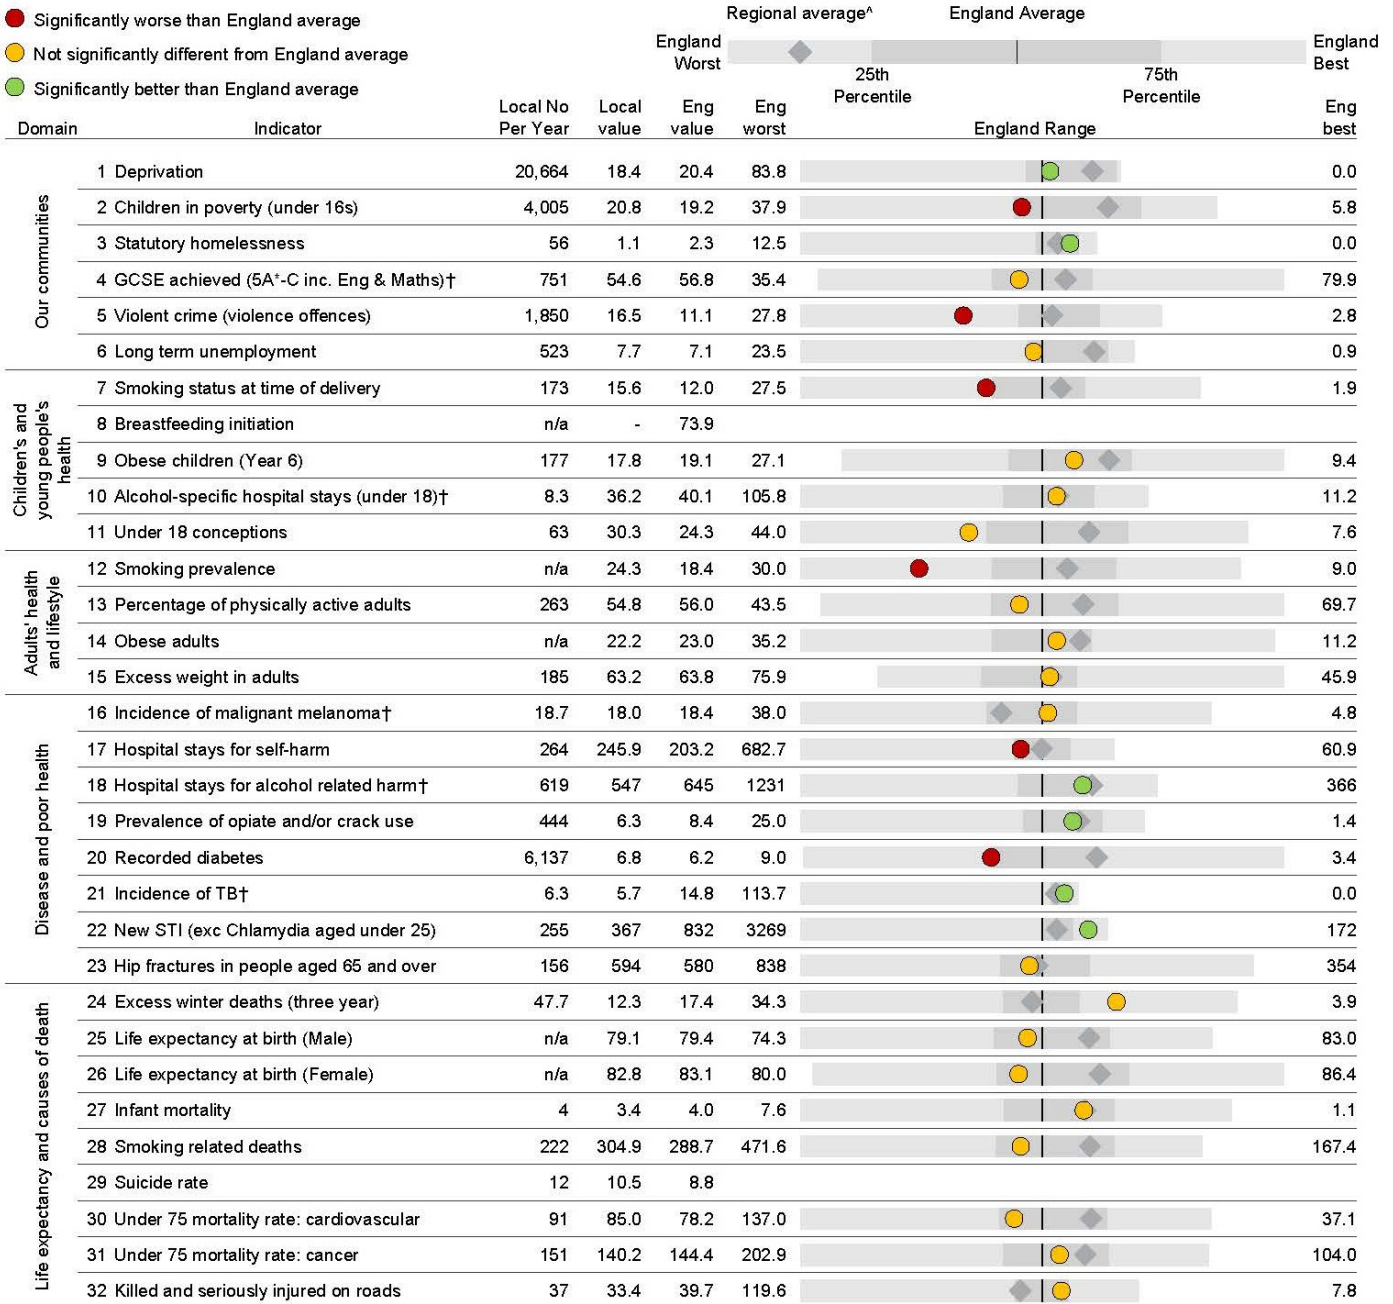 Significantly worse than England average
Not significantly different from England average
Significantly better than England average
Regional average^ England Average
England Worst England Best
25th Percentile 75th Percentile
Domain Indicator Local No Per Year Local value Eng value Eng worst England Range Eng best
Our communities
1 Deprivation 20,664 18.4 20.4 83.8 0.0
2 Children in poverty (under 16s) 4,005 20.8 19.2 37.9 5.8
3 Statutory homelessness 56 1.1 2.3 12.5 0.0
4 GCSE achieved (5A*-C inc. Eng & Maths)† 751 54.6 56.8 35.4 79.9
5 Violent crime (violence offences) 1,850 16.5 11.1 27.8 2.8
6 Long term unemployment 523 7.7 7.1 23.5 0.9
Children's and young people's health
7 Smoking status at time of delivery 173 15.6 12.0 27.5 1.9
8 Breastfeeding initiation n/a - 73.9
9 Obese children (Year 6) 177 17.8 19.1 27.1 9.4
10 Alcohol-specific hospital stays (under 18)† 8.3 36.2 40.1 105.8 11.2
11 Under 18 conceptions 63 30.3 24.3 44.0 7.6
Adults' health and lifestyle
12 Smoking prevalence n/a 24.3 18.4 30.0 9.0
13 Percentage of physically active adults 263 54.8 56.0 43.5 69.7
14 Obese adults n/a 22.2 23.0 35.2 11.2
15 Excess weight in adults 185 63.2 63.8 75.9 45.9
Disease and poor health
16 Incidence of malignant melanoma† 18.7 18.0 18.4 38.0 4.8
17 Hospital stays for self-harm 264 245.9 203.2 682.7 60.9
18 Hospital stays for alcohol related harm† 619 547 645 1231 366
19 Prevalence of opiate and/or crack use 444 6.3 8.4 25.0 1.4
20 Recorded diabetes 6,137 6.8 6.2 9.0 3.4
21 Incidence of TB† 6.3 5.7 14.8 113.7 0.0
22 New STI (exc Chlamydia aged under 25) 255 367 832 3269 172
23 Hip fractures in people aged 65 and over 156 594 580 838 354
Life expectancy and causes of death
24 Excess winter deaths (three year) 47.7 12.3 17.4 34.3 3.9
25 Life expectancy at birth (Male) n/a 79.1 79.4 74.3 83.0
26 Life expectancy at birth (Female) n/a 82.8 83.1 80.0 86.4
27 Infant mortality 4 3.4 4.0 7.6 1.1
28 Smoking related deaths 222 304.9 288.7 471.6 167.4
29 Suicide rate 12 10.5 8.8
30 Under 75 mortality rate: cardiovascular 91 85.0 78.2 137.0 37.1
31 Under 75 mortality rate: cancer 151 140.2 144.4 202.9 104.0
32 Killed and seriously injured on roads 37 33.4 39.7 119.6 7.8